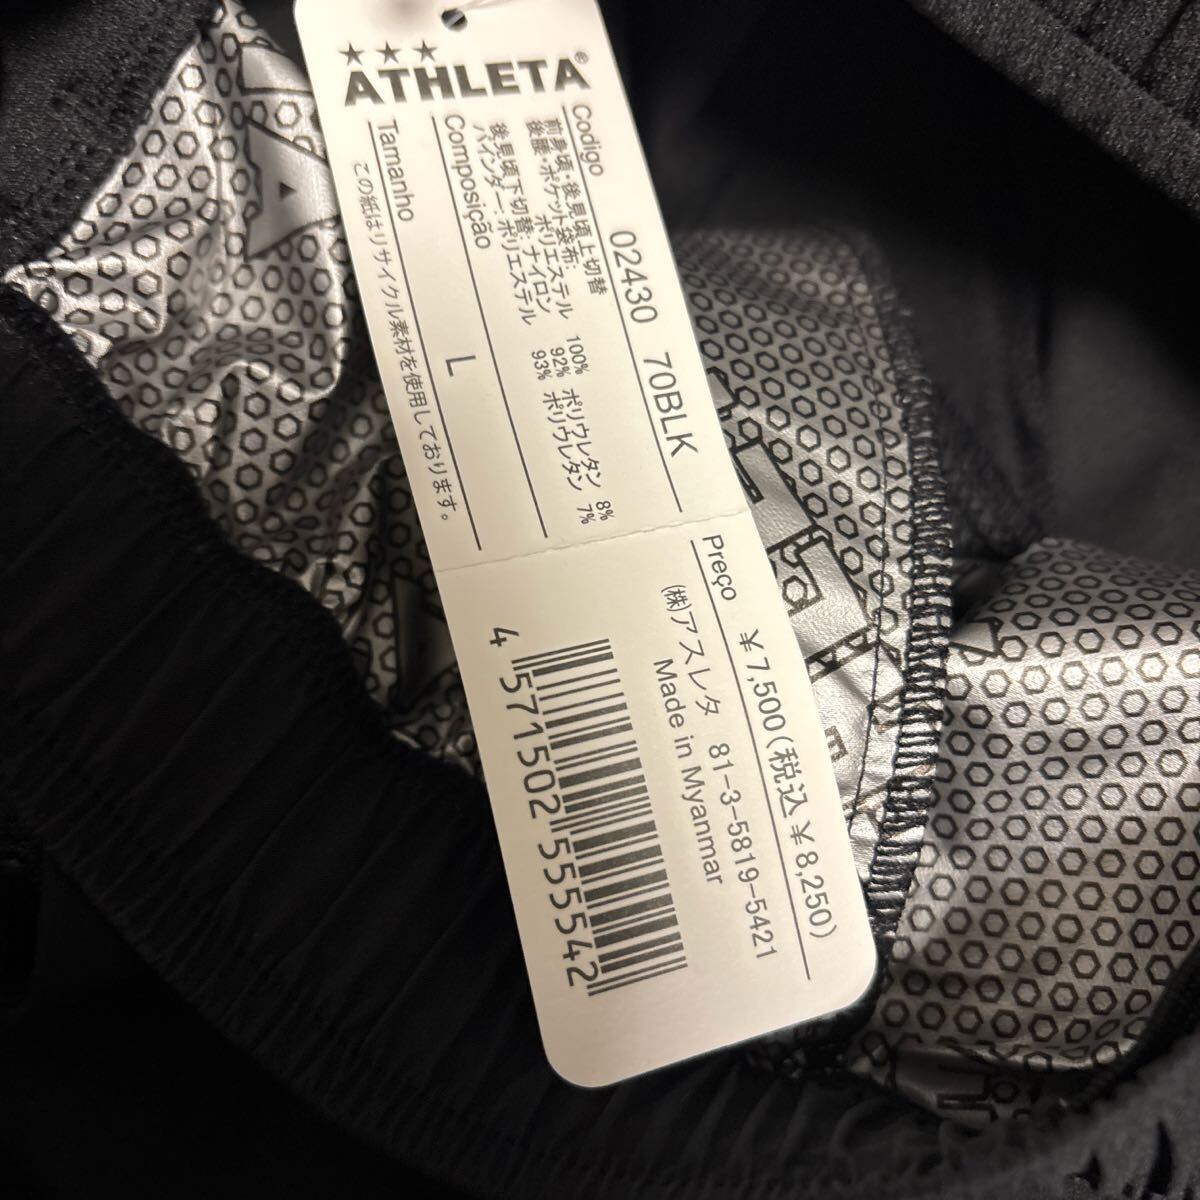 ★★★
ATHLETA®
Codigo 02430 70BLK
前身頃・後見頃上切替
後腰・ポケット袋布:
ポリエステル 100%
後見頃下切替:ナイロン 92% ポリウレタン 8%
バインダー:ポリエステル 93% ポリウレタン 7%
Composição
L
Tamanho
この紙はリサイクル素材を使用しております。
Preço ¥7,500(税込¥8,250)
(株)アスレタ 81-3-5819-5421
Made in Myanmar
4 571502 555542